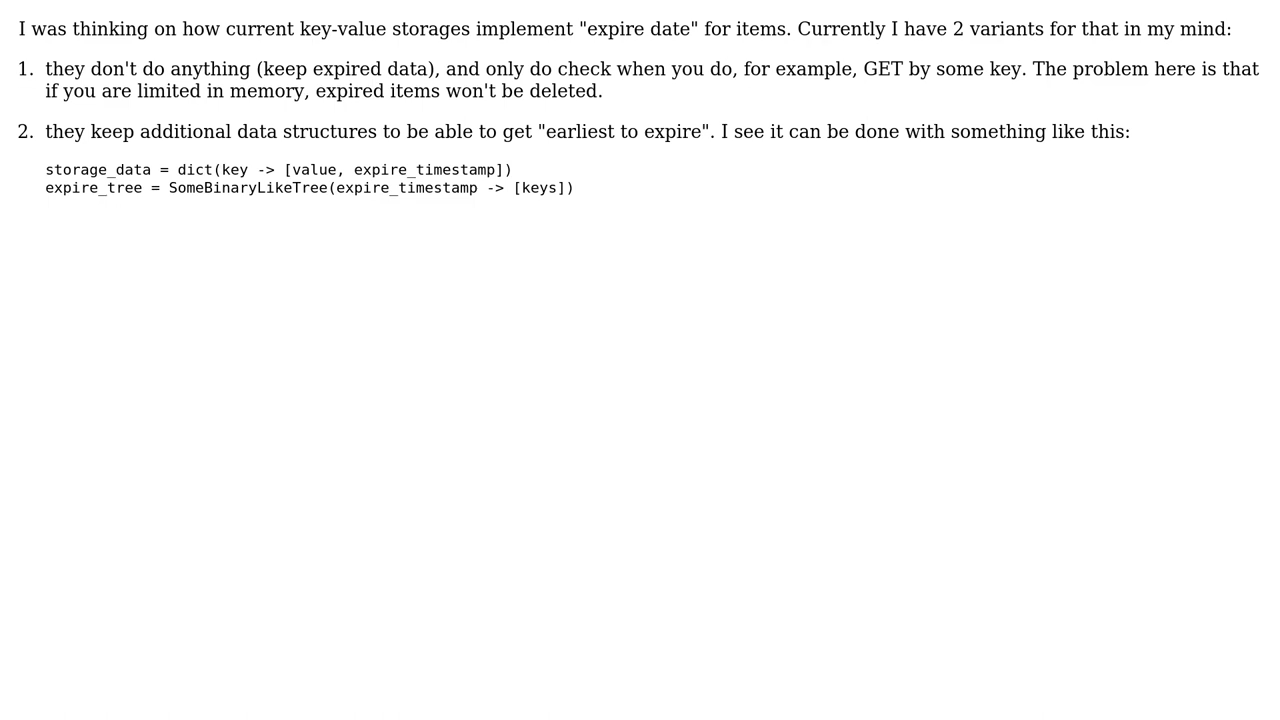 I was thinking on how current key-value storages implement "expire date" for items. Currently I have 2 variants for that in my mind:
1. they don't do anything (keep expired data), and only do check when you do, for example, GET by some key. The problem here is that
if you are limited in memory, expired items won't be deleted.
2. they keep additional data structures to be able to get "earliest to expire". I see it can be done with something like this:
storage_data = dict(key -> [value, expire_timestamp])
expire_tree = SomeBinaryLikeTree(expire_timestamp -> [keys])